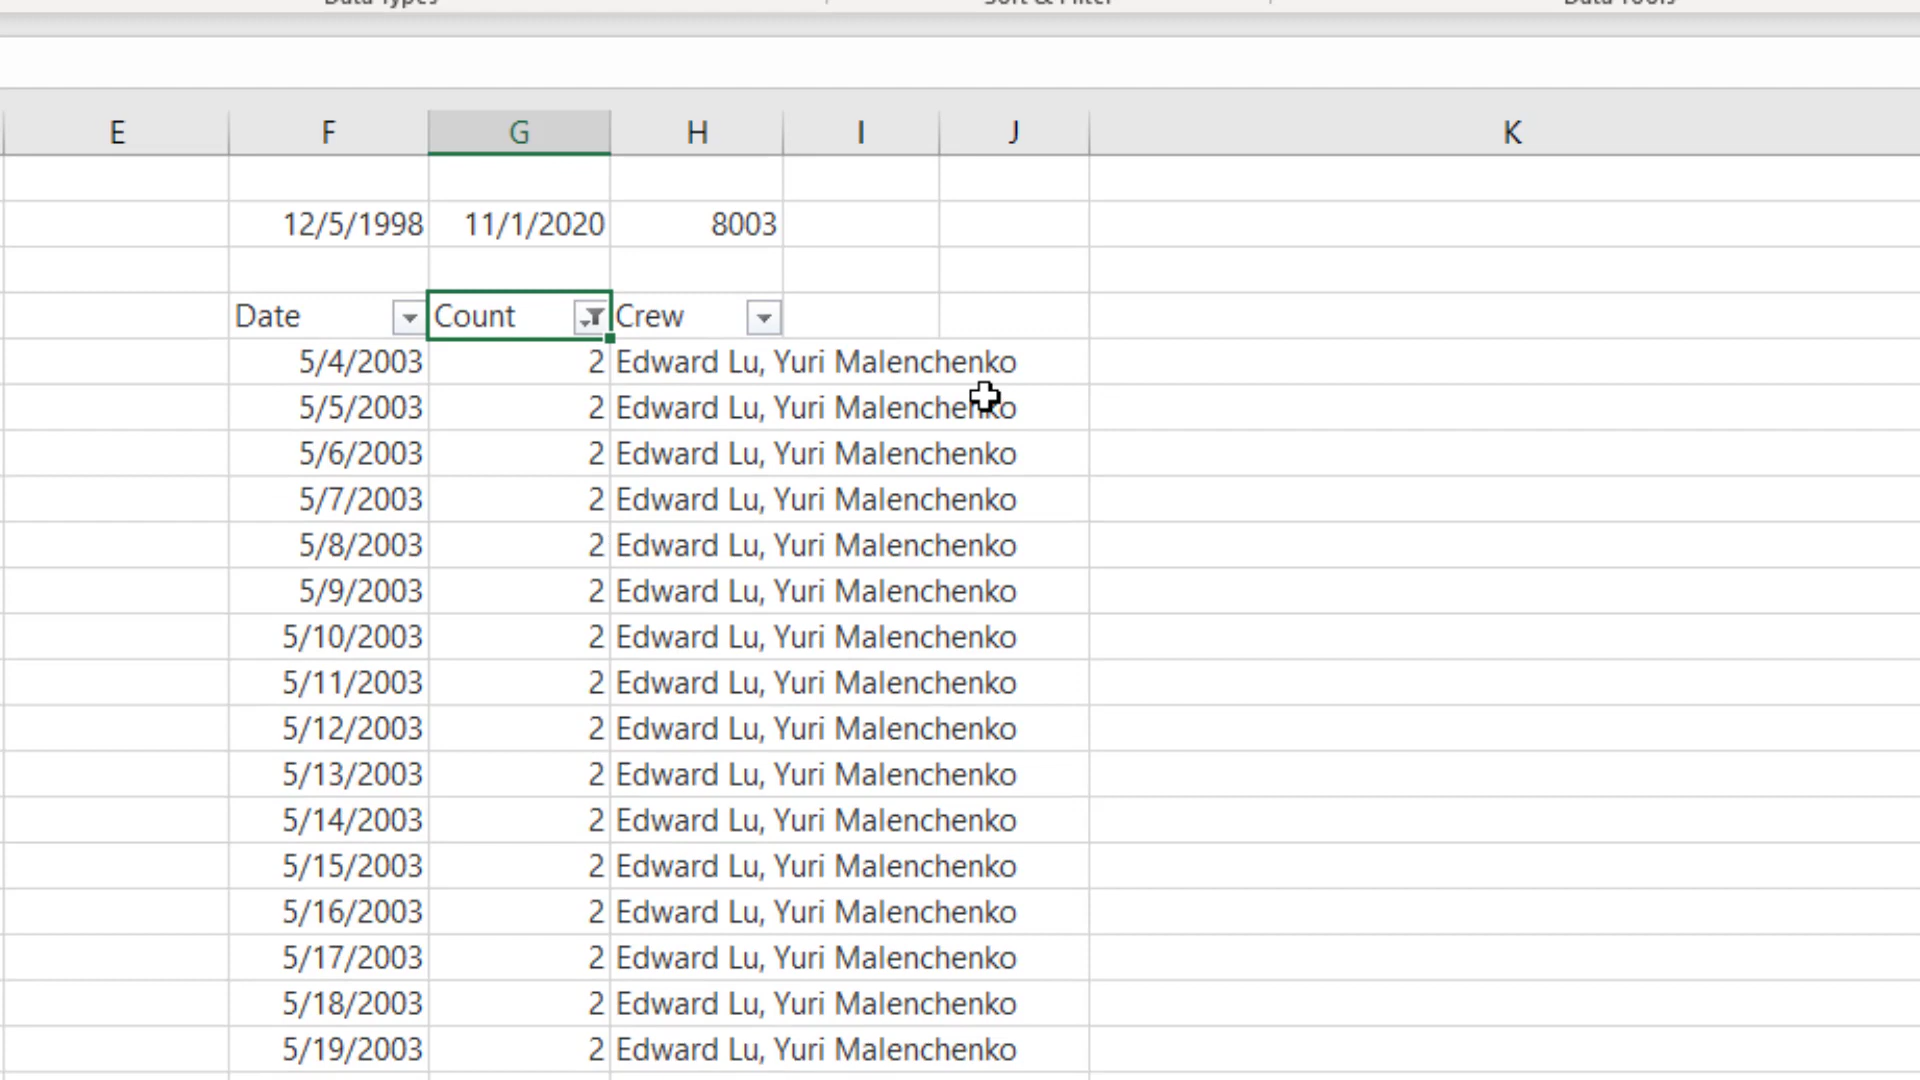 Data Types Sort & Filter Data Tools
E F G H I J K
12/5/1998 11/1/2020 8003
Date Count Crew
5/4/2003 2 Edward Lu, Yuri Malenchenko
5/5/2003 2 Edward Lu, Yuri Malenchenko
5/6/2003 2 Edward Lu, Yuri Malenchenko
5/7/2003 2 Edward Lu, Yuri Malenchenko
5/8/2003 2 Edward Lu, Yuri Malenchenko
5/9/2003 2 Edward Lu, Yuri Malenchenko
5/10/2003 2 Edward Lu, Yuri Malenchenko
5/11/2003 2 Edward Lu, Yuri Malenchenko
5/12/2003 2 Edward Lu, Yuri Malenchenko
5/13/2003 2 Edward Lu, Yuri Malenchenko
5/14/2003 2 Edward Lu, Yuri Malenchenko
5/15/2003 2 Edward Lu, Yuri Malenchenko
5/16/2003 2 Edward Lu, Yuri Malenchenko
5/17/2003 2 Edward Lu, Yuri Malenchenko
5/18/2003 2 Edward Lu, Yuri Malenchenko
5/19/2003 2 Edward Lu, Yuri Malenchenko